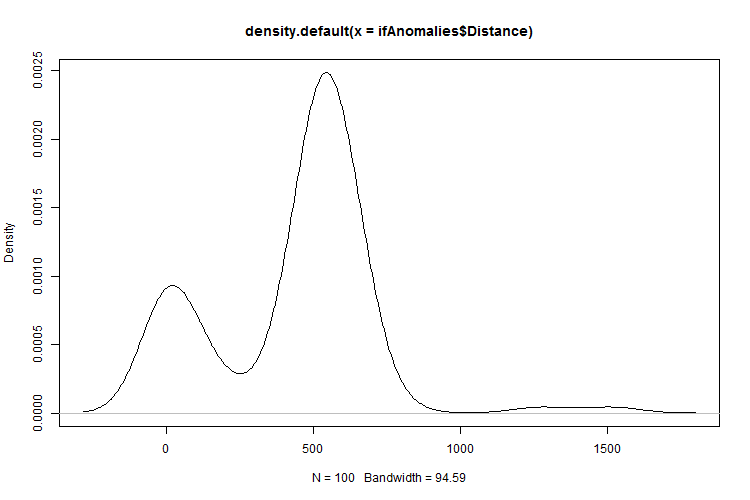 density.default(x = ifAnomalies$Distance)
Density
0.0025
0.0020
0.0015
0.0010
0.0005
0.0000
0 500 1000 1500
N = 100 Bandwidth = 94.59